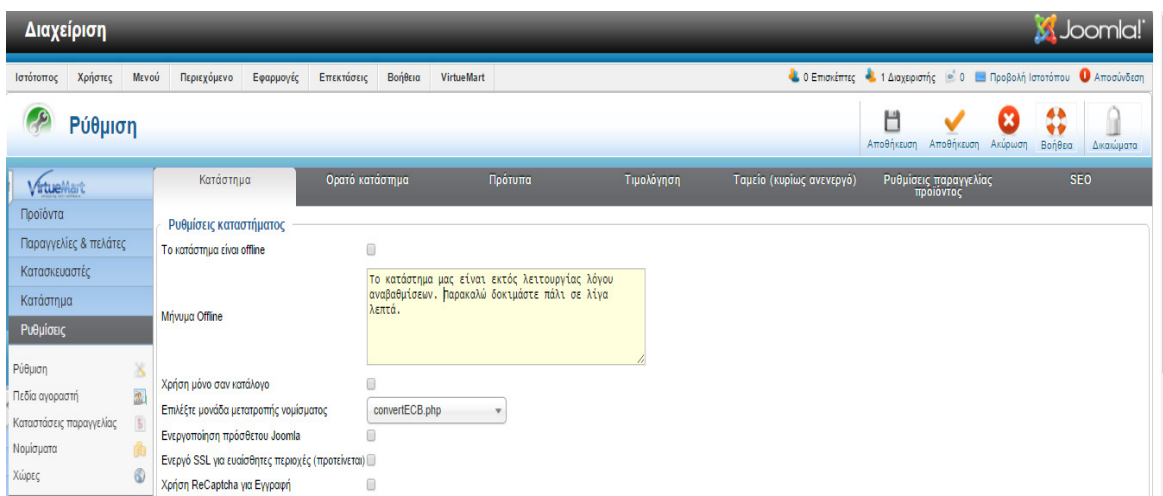 Διαχείριση
Joomla!
Ιστότοπος Χρήστες Μενού Περιεχόμενο Εφαρμογές Επεκτάσεις Βοήθεια VirtueMart 0 Επισκέπτες 1 Διαχειριστής 0 Προβολή Ιστοτόπου Αποσύνδεση
Ρύθμιση
Αποθήκευση Αποθήκευση Ακύρωση Βοήθεια Δικαιώματα
VirtueMart
Κατάστημα Ορατό κατάστημα Πρότυπα Τιμολόγηση Ταμείο (κυρίως ανενεργό) Ρυθμίσεις παραγγελίας προϊόντος SEO
Προϊόντα
Παραγγελίες & πελάτες
Κατασκευαστές
Κατάστημα
Ρυθμίσεις
Ρύθμιση
Πεδία αγοραστή
Καταστάσεις παραγγελίας
Νομίσματα
Χώρες
Ρυθμίσεις καταστήματος
Το κατάστημα είναι offline
Μήνυμα Offline
Το κατάστημα μας είναι εκτός λειτουργίας λόγου
αναβαθμίσεων. Παρακαλώ δοκιμάστε πάλι σε λίγα
λεπτά.
Χρήση μόνο σαν κατάλογο
Επιλέξτε μονάδα μετατροπής νομίσματος convertECB.php
Ενεργοποίηση πρόσθετου Joomla
Ενεργό SSL για ευαίσθητες περιοχές (προτείνεται)
Χρήση ReCaptcha για Εγγραφή